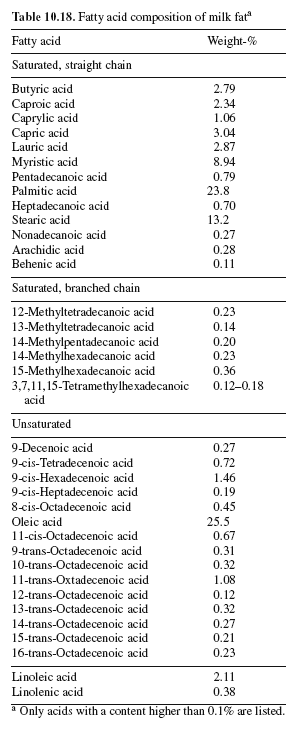 Table 10.18. Fatty acid composition of milk fatᵃ
Fatty acid Weight-%
Saturated, straight chain
Butyric acid 2.79
Caproic acid 2.34
Caprylic acid 1.06
Capric acid 3.04
Lauric acid 2.87
Myristic acid 8.94
Pentadecanoic acid 0.79
Palmitic acid 23.8
Heptadecanoic acid 0.70
Stearic acid 13.2
Nonadecanoic acid 0.27
Arachidic acid 0.28
Behenic acid 0.11
Saturated, branched chain
12-Methyltetradecanoic acid 0.23
13-Methyltetradecanoic acid 0.14
14-Methylpentadecanoic acid 0.20
14-Methylhexadecanoic acid 0.23
15-Methylhexadecanoic acid 0.36
3,7,11,15-Tetramethylhexadecanoic 0.12–0.18
acid
Unsaturated
9-Decenoic acid 0.27
9-cis-Tetradecenoic acid 0.72
9-cis-Hexadecenoic acid 1.46
9-cis-Heptadecenoic acid 0.19
8-cis-Octadecenoic acid 0.45
Oleic acid 25.5
11-cis-Octadecenoic acid 0.67
9-trans-Octadecenoic acid 0.31
10-trans-Octadecenoic acid 0.32
11-trans-Oxtadecenoic acid 1.08
12-trans-Octadecenoic acid 0.12
13-trans-Octadecenoic acid 0.32
14-trans-Octadecenoic acid 0.27
15-trans-Octadecenoic acid 0.21
16-trans-Octadecenoic acid 0.23
Linoleic acid 2.11
Linolenic acid 0.38
ᵃ Only acids with a content higher than 0.1% are listed.